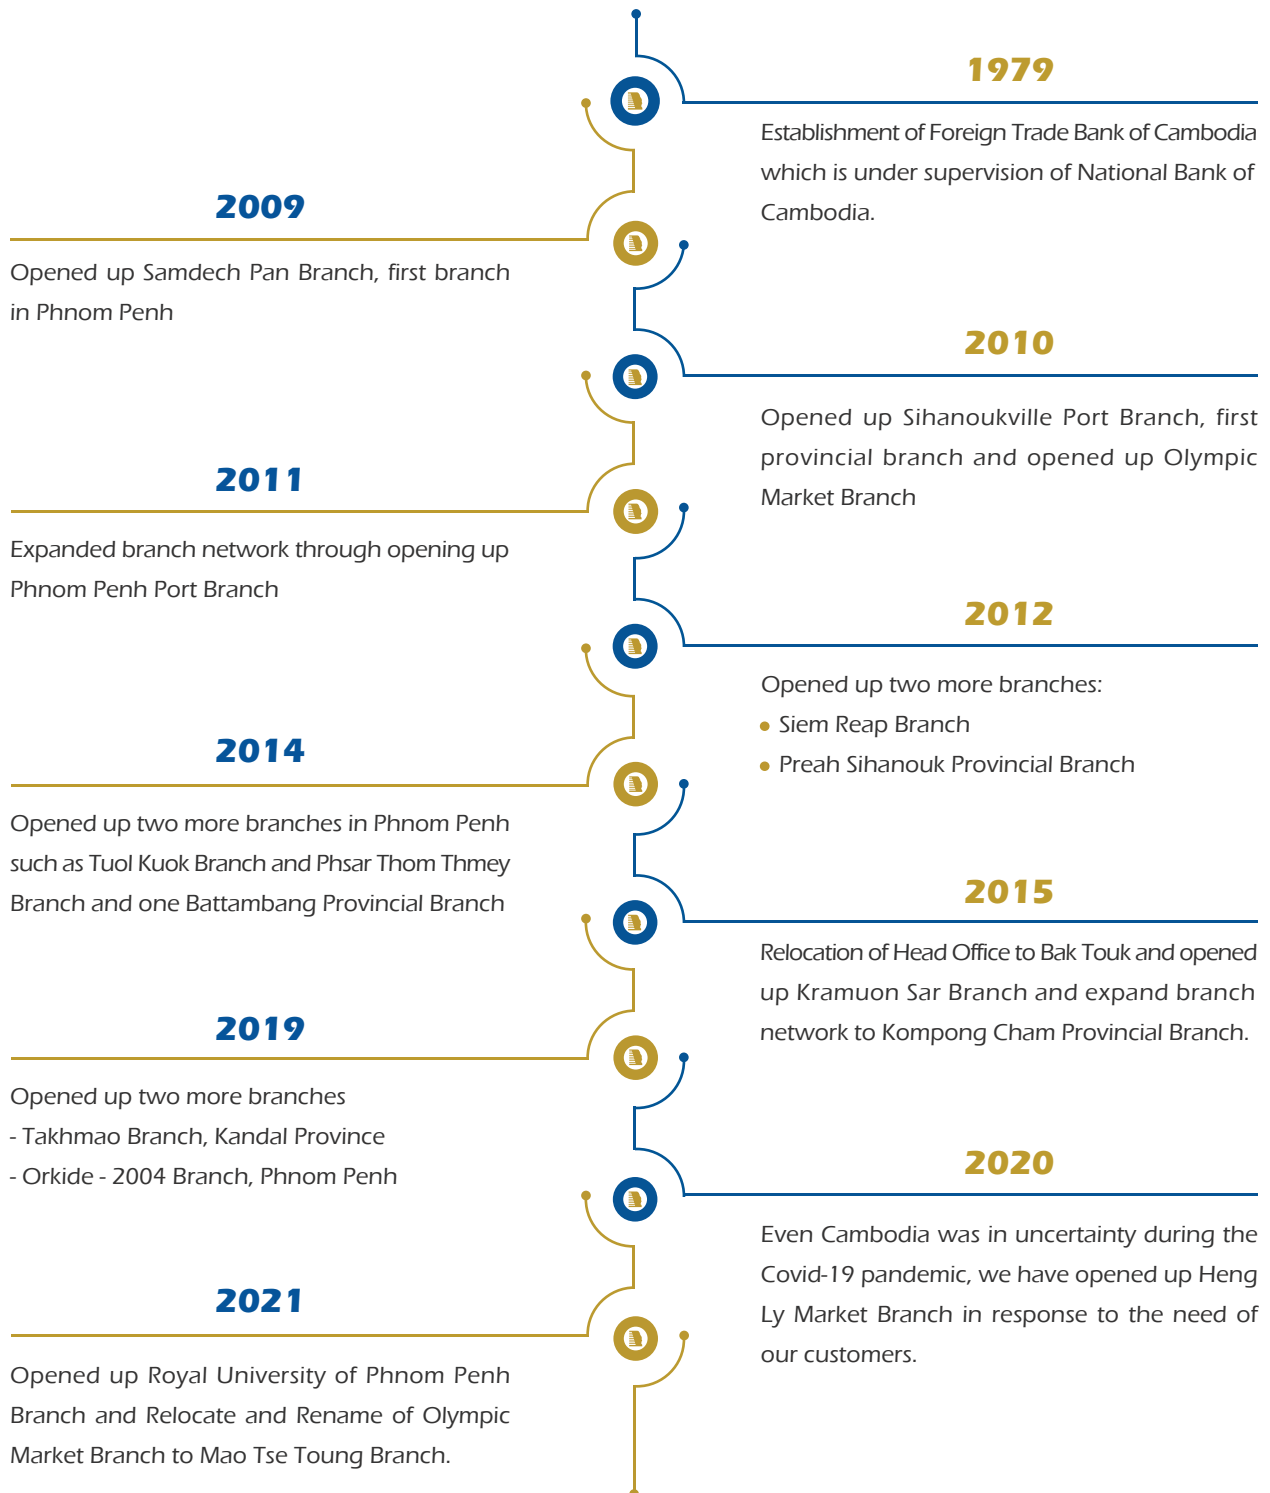 1979
Establishment of Foreign Trade Bank of Cambodia
which is under supervision of National Bank of
Cambodia.
2009
Opened up Samdech Pan Branch, first branch
in Phnom Penh
2010
Opened up Sihanoukville Port Branch, first
provincial branch and opened up Olympic
Market Branch
2011
Expanded branch network through opening up
Phnom Penh Port Branch
2012
Opened up two more branches:
• Siem Reap Branch
• Preah Sihanouk Provincial Branch
2014
Opened up two more branches in Phnom Penh
such as Tuol Kuok Branch and Phsar Thom Thmey
Branch and one Battambang Provincial Branch
2015
Relocation of Head Office to Bak Touk and opened
up Kramuon Sar Branch and expand branch
network to Kompong Cham Provincial Branch.
2019
Opened up two more branches
- Takhmao Branch, Kandal Province
- Orkide - 2004 Branch, Phnom Penh
2020
Even Cambodia was in uncertainty during the
Covid-19 pandemic, we have opened up Heng
Ly Market Branch in response to the need of
our customers.
2021
Opened up Royal University of Phnom Penh
Branch and Relocate and Rename of Olympic
Market Branch to Mao Tse Toung Branch.